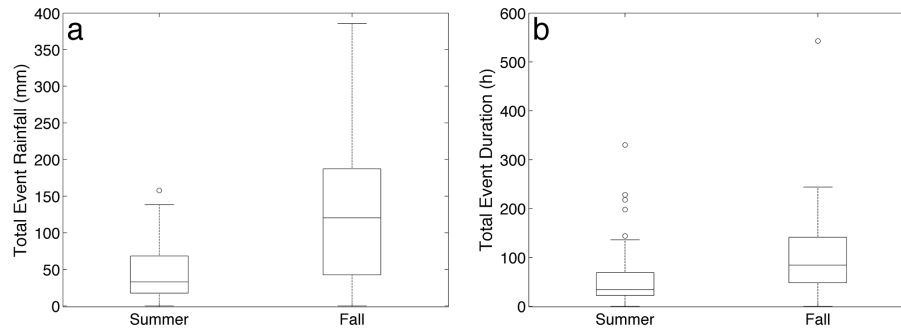 a
Total Event Rainfall (mm)
400
350
300
250
200
150
100
50
0
Summer
Fall
b
Total Event Duration (h)
600
500
400
300
200
100
0
Summer
Fall